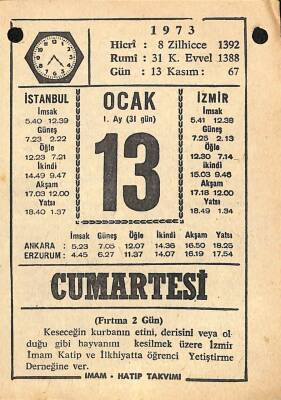 1973
Hicrî : 8 Zilhicce 1392
Rumî : 31 K. Evvel 1388
Gün : 13 Kasım : 67
İSTANBUL
İmsak
5.40 12.39
Güneş
7.23 2.22
Öğle
12.23 7.21
İkindi
14.49 9.47
Akşam
17.03 12.00
Yatsı
18.40 1.37
OCAK
1. Ay (31 gün)
13
İZMİR
İmsak
5.41 12.38
Güneş
7.25 2.13
Öğle
12.30 7.14
İkindi
15.03 9.46
Akşam
17.18 12.00
Yatsı
18.49 1.34
İmsak Güneş Öğle İkindi Akşam Yatsı
ANKARA : 5.23 7.05 12.07 14.36 16.50 18.25
ERZURUM : 4.45 6.27 11.37 14.07 16.19 17.54
CUMARTESİ
(Fırtına 2 Gün)
Keseceğin kurbanın etini, derisini veya ol-
duğu gibi hayvanını kesilmek üzere İzmir
İmam Katip ve İlkhiyatta öğrenci Yetiştirme
Derneğine ver.
İMAM - HATIP TAKVİMİ